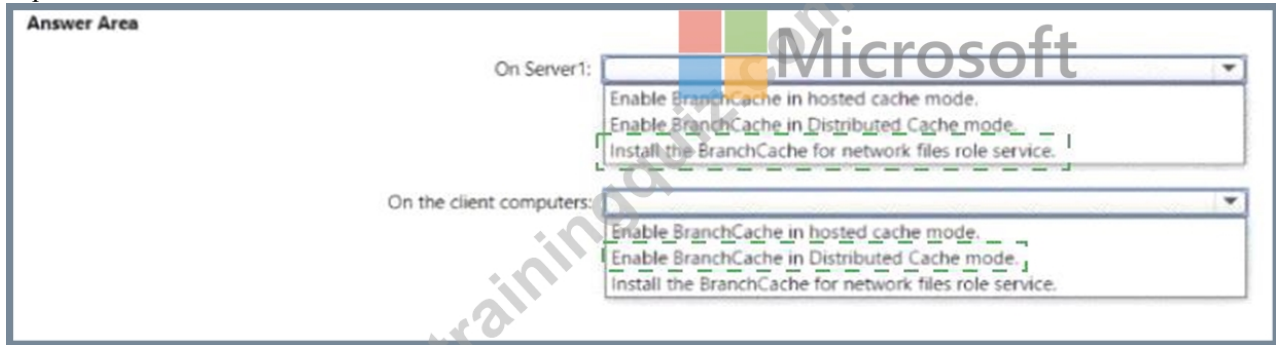 Answer Area
Microsoft
On Server1:
Enable BranchCache in hosted cache mode.
Enable BranchCache in Distributed Cache mode.
Install the BranchCache for network files role service.
On the client computers:
Enable BranchCache in hosted cache mode.
Enable BranchCache in Distributed Cache mode.
Install the BranchCache for network files role service.